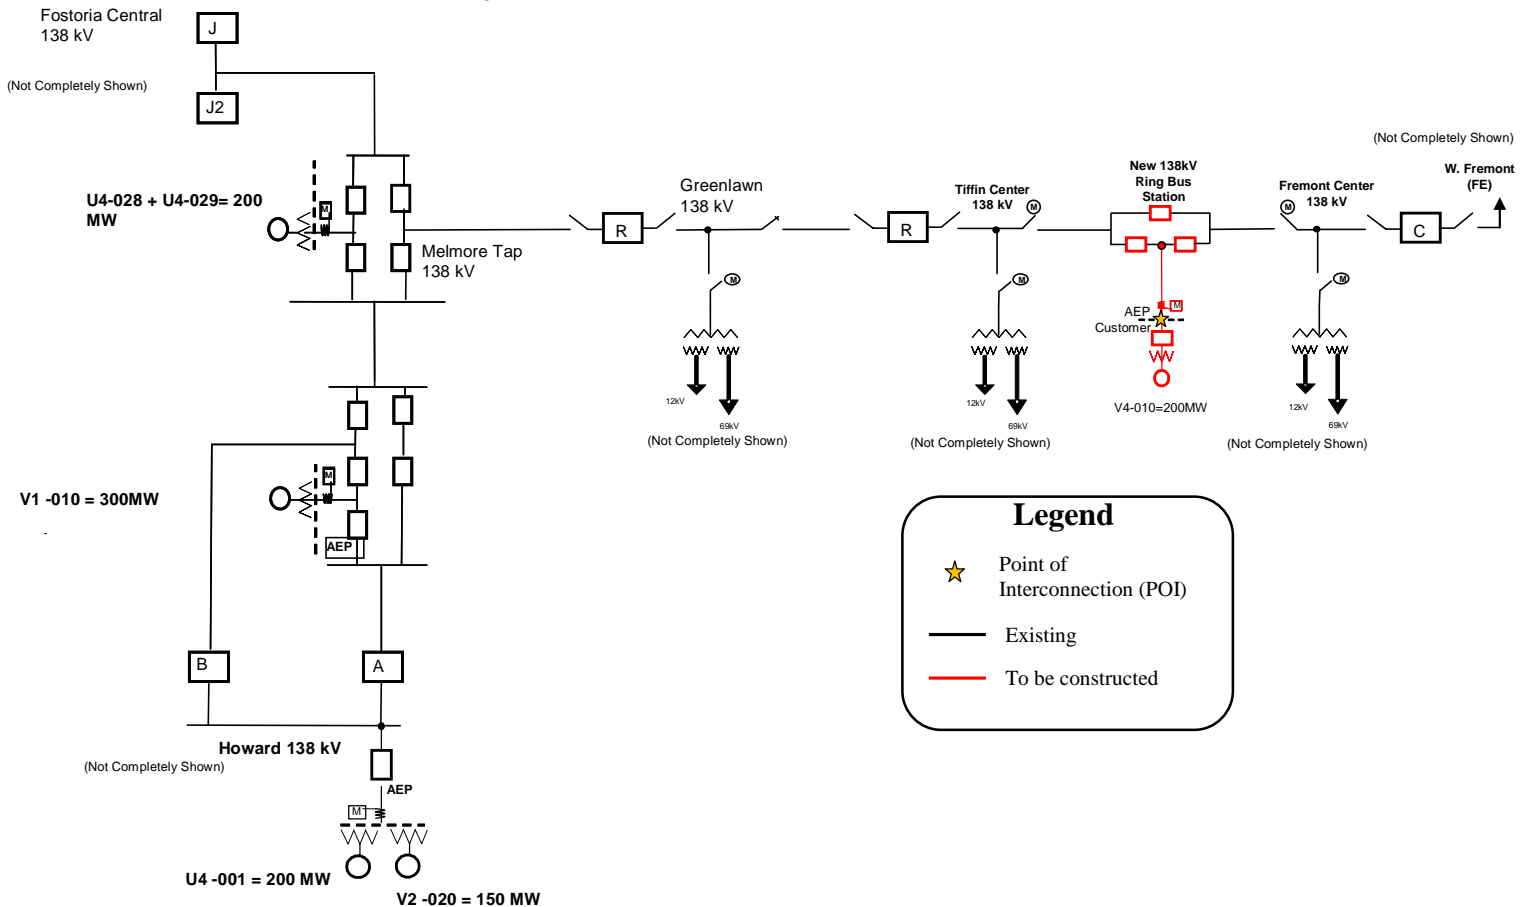 Fostoria Central
138 kV
J
(Not Completely Shown)
J2
(Not Completely Shown)
W. Fremont
(FE)
New 138kV
Ring Bus
Station
Fremont Center
138 kV
Tiffin Center
138 kV
Greenlawn
138 kV
U4-028 + U4-029= 200
MW
M
M
M
R
R
C
Melmore Tap
138 kV
M
M
M
M
AEP
Customer
12kV
69kV
(Not Completely Shown)
12kV
69kV
(Not Completely Shown)
V4-010=200MW
12kV
69kV
(Not Completely Shown)
V1 -010 = 300MW
-
M
AEP
Legend
Point of
Interconnection (POI)
Existing
To be constructed
B
A
Howard 138 kV
(Not Completely Shown)
AEP
M
U4 -001 = 200 MW
V2 -020 = 150 MW